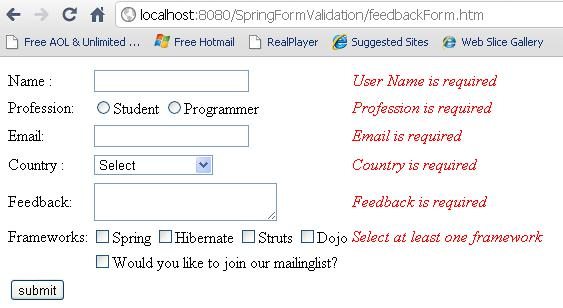 localhost:8080/SpringFormValidation/feedbackForm.htm
Free AOL & Unlimited ... Free Hotmail RealPlayer Suggested Sites Web Slice Gallery
Name : User Name is required
Profession: Student Programmer Profession is required
Email: Email is required
Country : Select Country is required
Feedback: Feedback is required
Frameworks: Spring Hibernate Struts Dojo Select at least one framework
Would you like to join our mailinglist?
submit